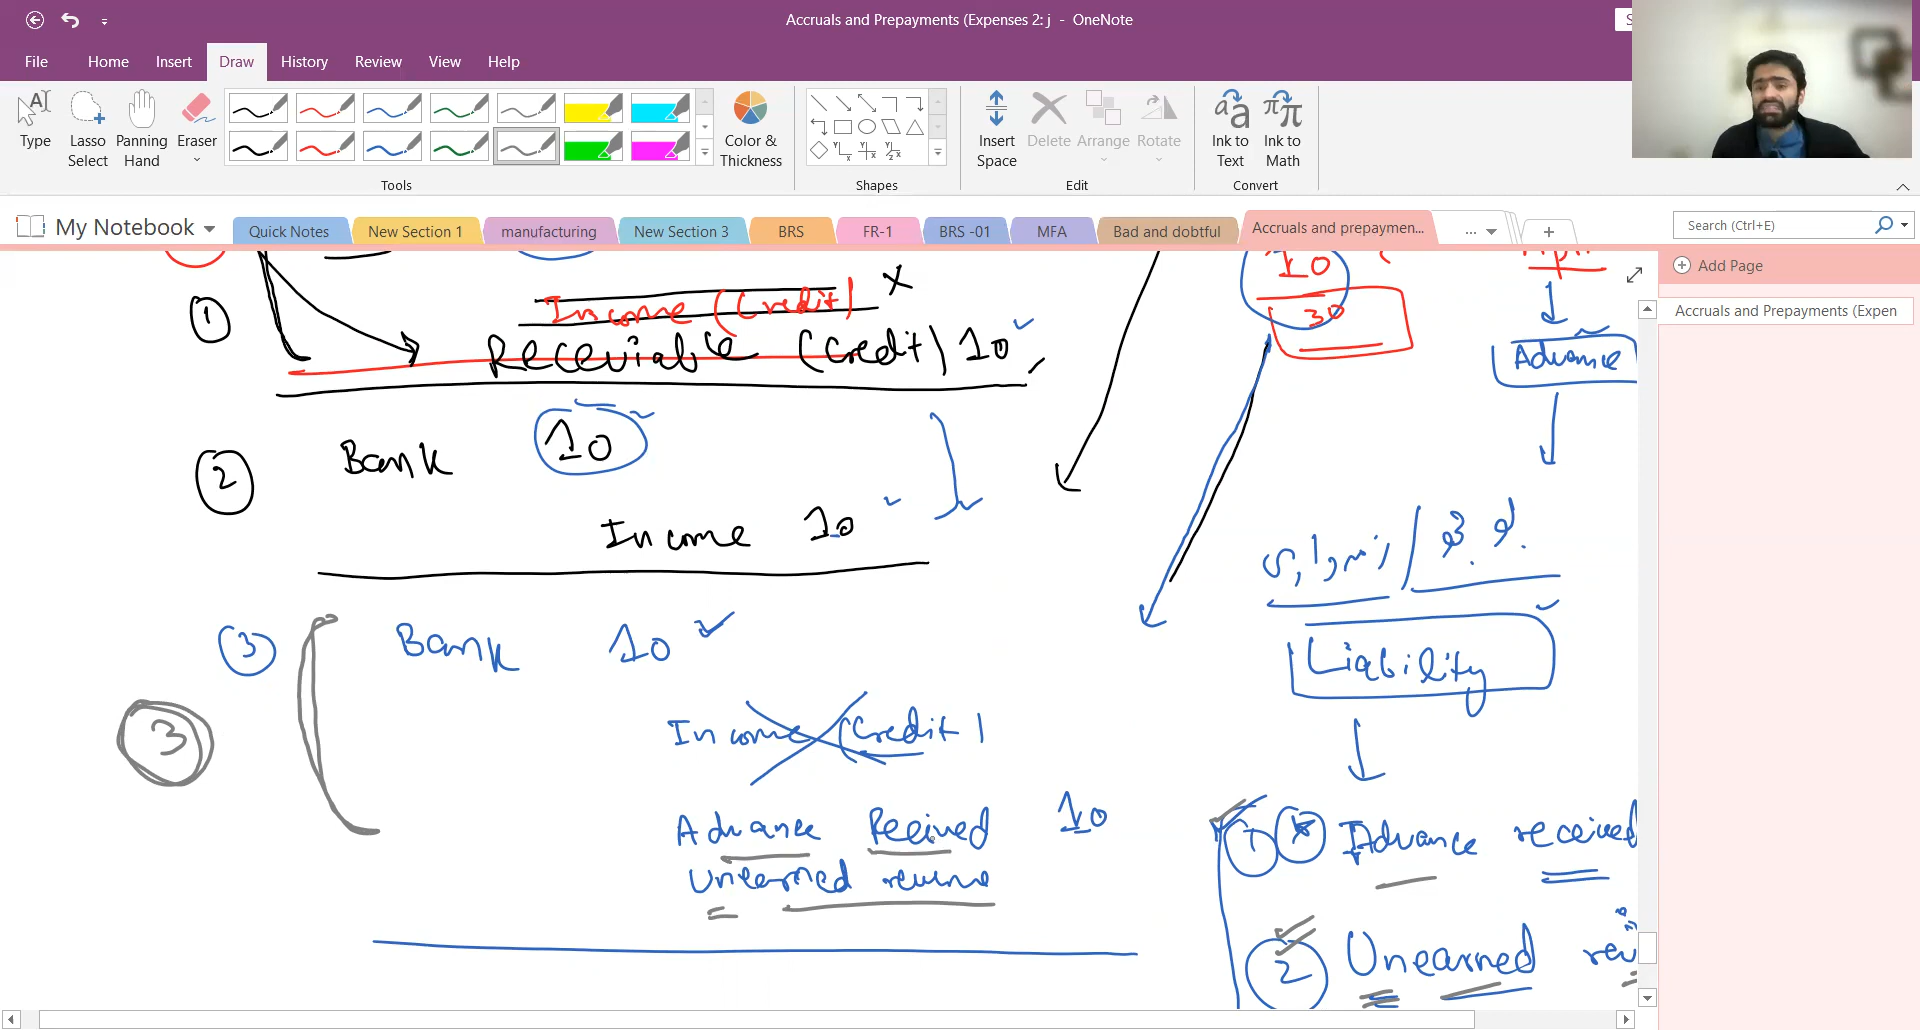 Accruals and Prepayments (Expenses 2: j - OneNote
File Home Insert Draw History Review View Help
Type Lasso Select Panning Hand Eraser
Color & Thickness
Insert Space Delete Arrange Rotate
Ink to Text Ink to Math
Tools Shapes Edit Convert
My Notebook Quick Notes New Section 1 manufacturing New Section 3 BRS FR-1 BRS -01 MFA Bad and doubtful Accruals and prepaymen... ... + Search (Ctrl+E)
Add Page
Accruals and Prepayments (Expen
10
30
Income (Credit) X
1 Receviable (Credit) 10
Advance
2 Bank 10
Income 10
3 Bank 10
Liability
3
Income (Credit)
Advance Received 10
Unearned revenue
1 Advance received
2 Unearned rev